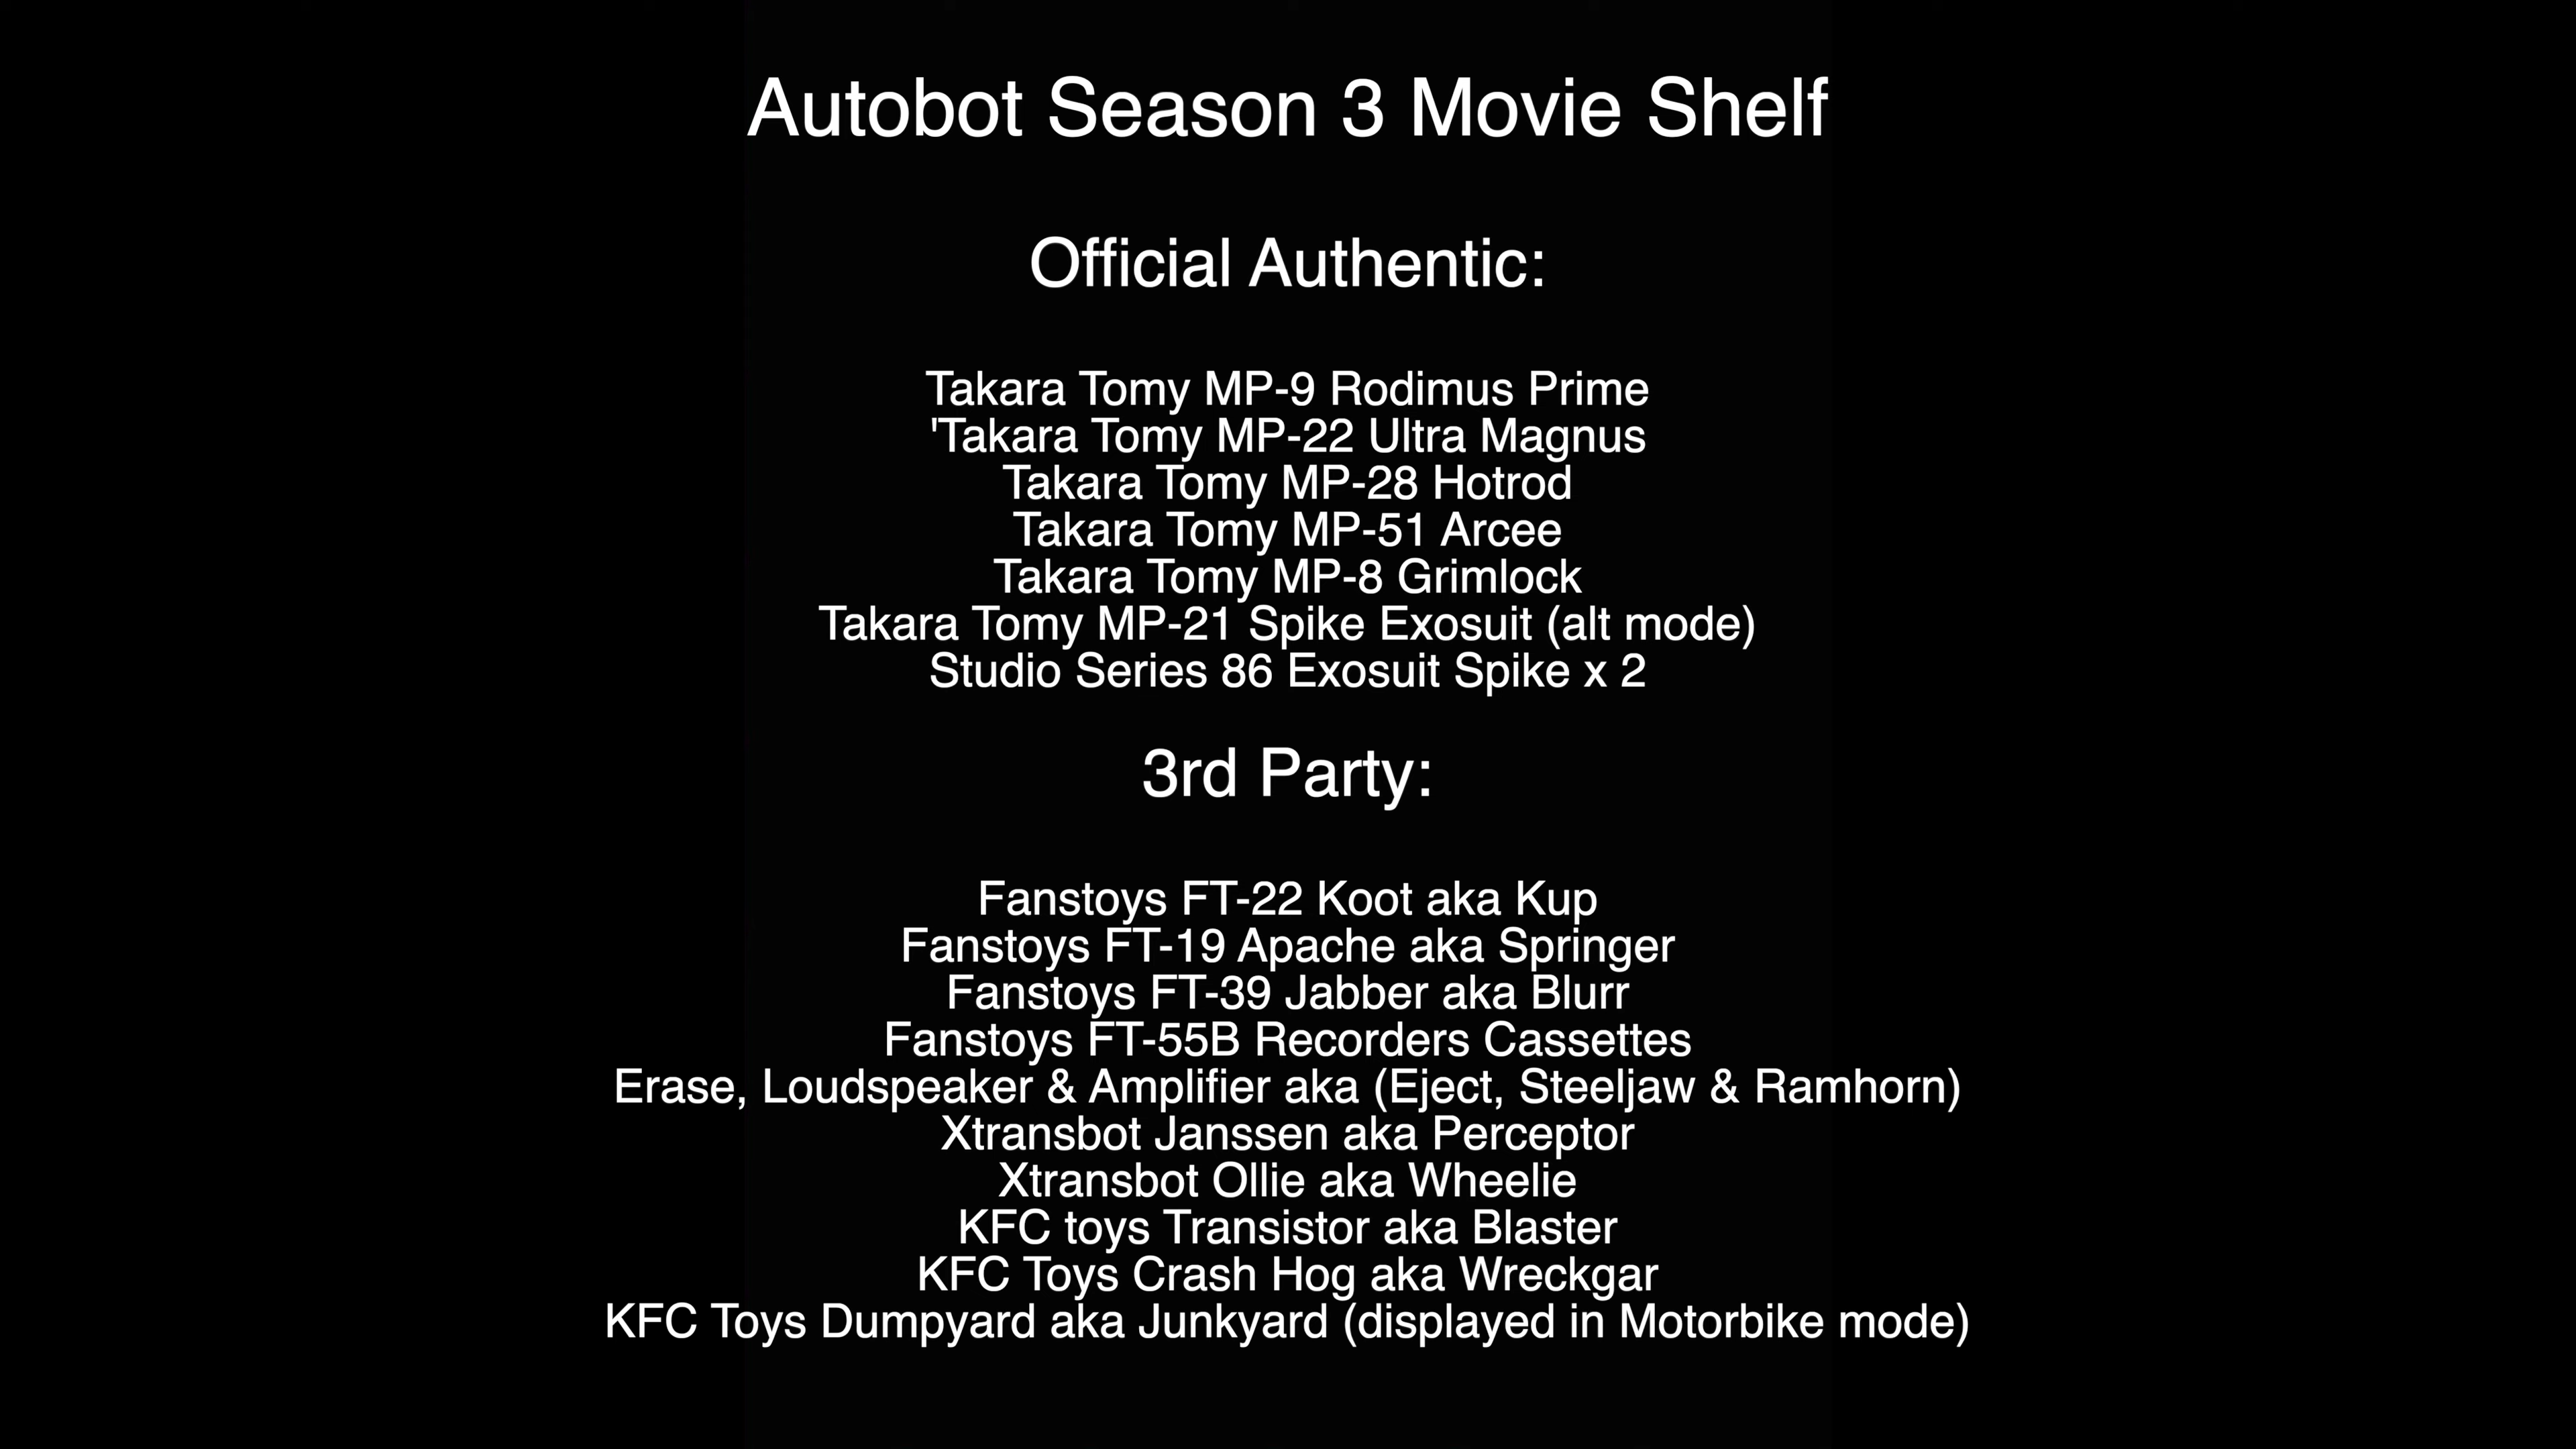 Autobot Season 3 Movie Shelf
Official Authentic:
Takara Tomy MP-9 Rodimus Prime
'Takara Tomy MP-22 Ultra Magnus
Takara Tomy MP-28 Hotrod
Takara Tomy MP-51 Arcee
Takara Tomy MP-8 Grimlock
Takara Tomy MP-21 Spike Exosuit (alt mode)
Studio Series 86 Exosuit Spike x 2
3rd Party:
Fanstoys FT-22 Koot aka Kup
Fanstoys FT-19 Apache aka Springer
Fanstoys FT-39 Jabber aka Blurr
Fanstoys FT-55B Recorders Cassettes
Erase, Loudspeaker & Amplifier aka (Eject, Steeljaw & Ramhorn)
Xtransbot Janssen aka Perceptor
Xtransbot Ollie aka Wheelie
KFC toys Transistor aka Blaster
KFC Toys Crash Hog aka Wreckgar
KFC Toys Dumpyard aka Junkyard (displayed in Motorbike mode)